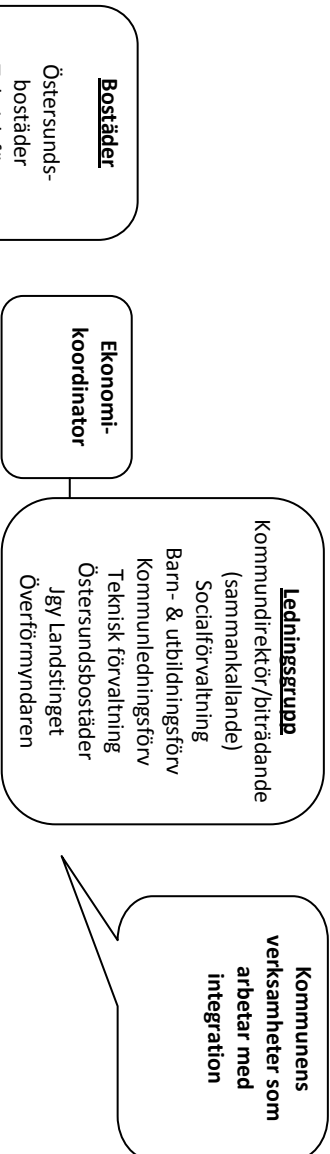 Ledningsgrupp
Kommundirektör/biträdande
(sammankallande)
Socialförvaltning
Barn- & utbildningsförv
Kommunledningsförv
Teknisk förvaltning
Östersundsbostäder
Jgy Landstinget
Överförmyndaren
Kommunens
verksamheter som
arbetar med
integration
Ekonomi-
koordinator
Bostäder
Östersunds-
bostäder